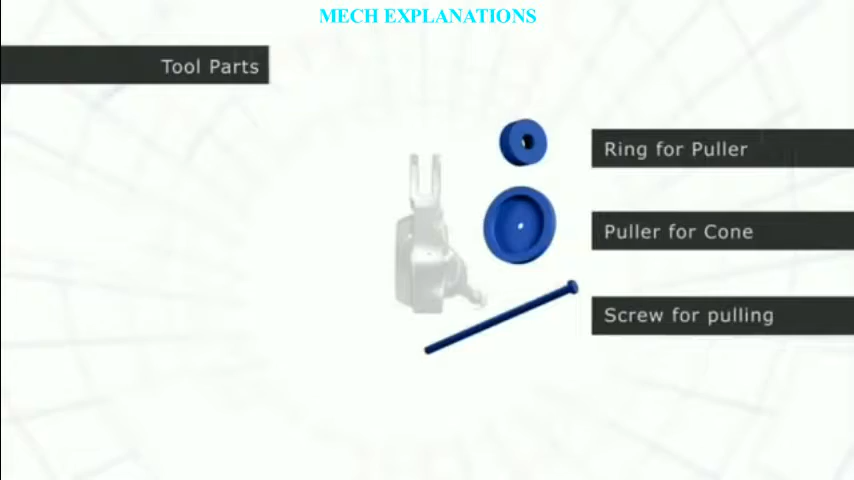 MECH EXPLANATIONS
Tool Parts
Ring for Puller
Puller for Cone
Screw for pulling